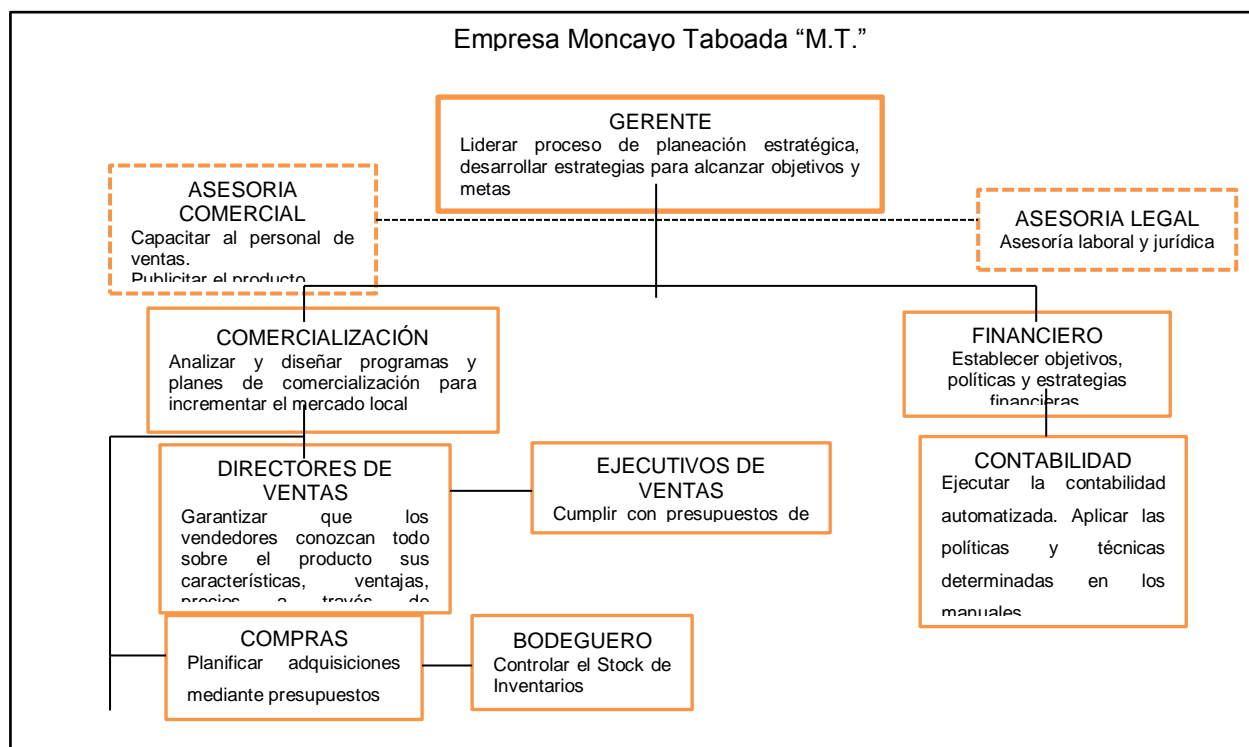 Empresa Moncayo Taboada “M.T.”
GERENTE
Liderar proceso de planeación estratégica,
desarrollar estrategias para alcanzar objetivos y
metas
ASESORIA
COMERCIAL
Capacitar al personal de
ventas.
Publicitar el producto
ASESORIA LEGAL
Asesoría laboral y jurídica
COMERCIALIZACIÓN
Analizar y diseñar programas y
planes de comercialización para
incrementar el mercado local
FINANCIERO
Establecer objetivos,
políticas y estrategias
financieras
DIRECTORES DE
VENTAS
Garantizar que los
vendedores conozcan todo
sobre el producto sus
características, ventajas,
precios a través de
EJECUTIVOS DE
VENTAS
Cumplir con presupuestos de
CONTABILIDAD
Ejecutar la contabilidad
automatizada. Aplicar las
políticas y técnicas
determinadas en los
manuales
COMPRAS
Planificar adquisiciones
mediante presupuestos
BODEGUERO
Controlar el Stock de
Inventarios